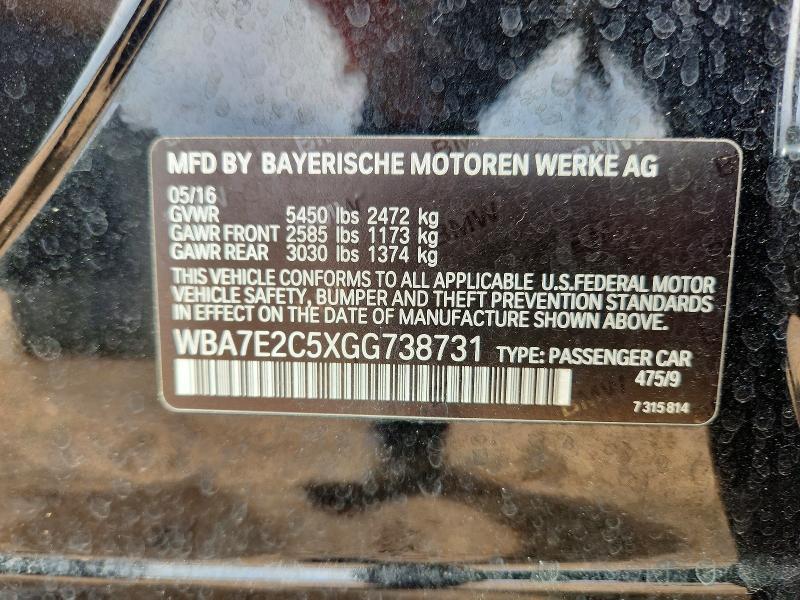 MFD BY BAYERISCHE MOTOREN WERKE AG
05/16
GVWR 5450 lbs 2472 kg
GAWR FRONT 2585 lbs 1173 kg
GAWR REAR 3030 lbs 1374 kg
THIS VEHICLE CONFORMS TO ALL APPLICABLE U.S.FEDERAL MOTOR
VEHICLE SAFETY, BUMPER AND THEFT PREVENTION STANDARDS
IN EFFECT ON THE DATE OF MANUFACTURE SHOWN ABOVE.
WBA7E2C5XGG738731 TYPE: PASSENGER CAR
475/9
7 315 814